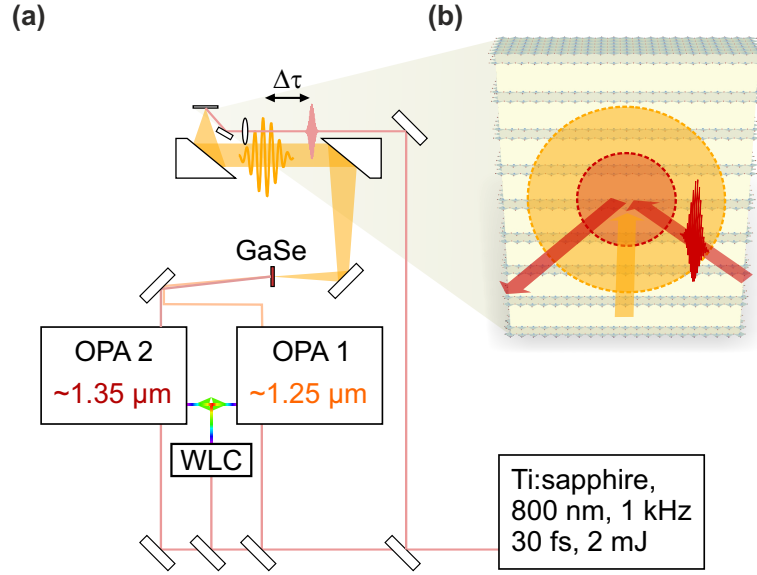 (a)
(b)
Δτ
GaSe
OPA 2
~1.35 µm
OPA 1
~1.25 µm
WLC
Ti:sapphire,
800 nm, 1 kHz
30 fs, 2 mJ